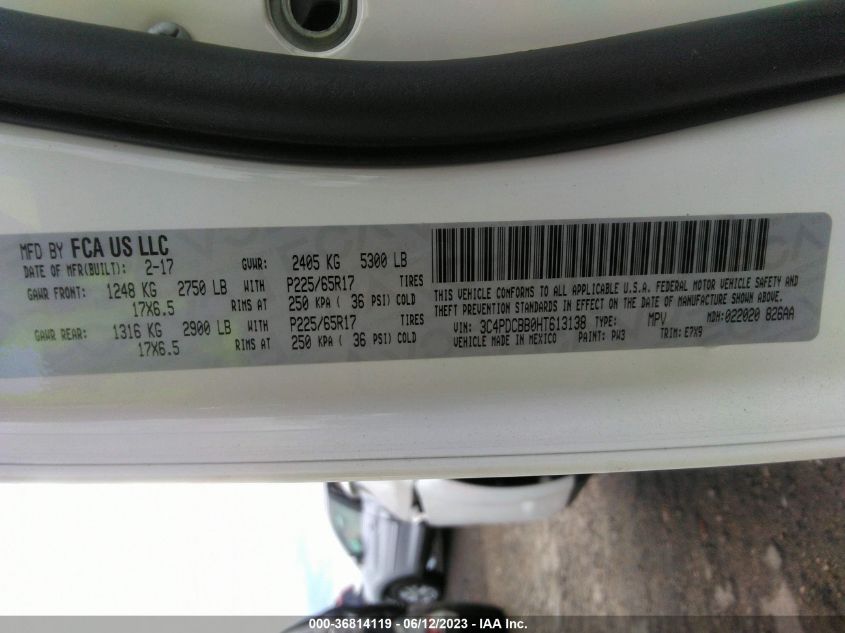 MFD BY FCA US LLC
DATE OF MFR(BUILT): 2-17 GVWR: 2405 KG 5300 LB
GAWR FRONT: 1248 KG 2750 LB WITH P225/65R17 TIRES
17X6.5 RIMS AT 250 KPA ( 36 PSI) COLD
GAWR REAR: 1316 KG 2900 LB WITH P225/65R17 TIRES
17X6.5 RIMS AT 250 KPA ( 36 PSI) COLD
THIS VEHICLE CONFORMS TO ALL APPLICABLE U.S.A. FEDERAL MOTOR VEHICLE SAFETY AND
THEFT PREVENTION STANDARDS IN EFFECT ON THE DATE OF MANUFACTURE SHOWN ABOVE.
VIN: 3C4PDCBB0HT613138 TYPE: MPV MDH:022020 826AA
VEHICLE MADE IN MEXICO PAINT: PW3 TRIM: E7X9
000-36814119 - 06/12/2023 - IAA Inc.